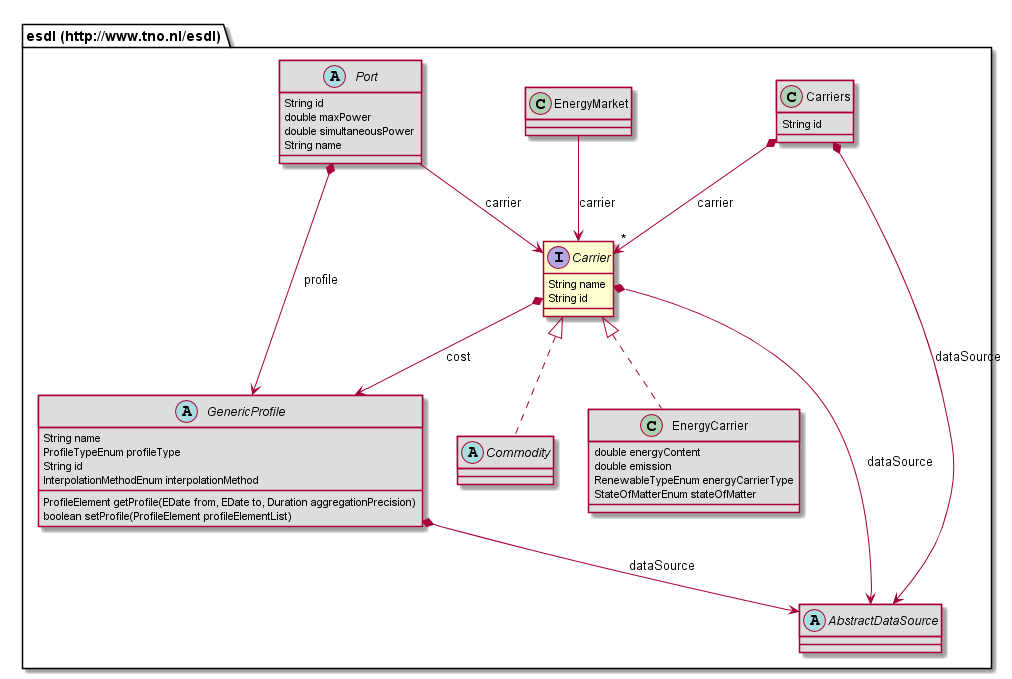 esdl (http://www.tno.nl/esdl)
A Port
String id
double maxPower
double simultaneousPower
String name
C EnergyMarket
C Carriers
String id
carrier
carrier
carrier
*
profile
I Carrier
String name
String id
cost
dataSource
dataSource
A GenericProfile
String name
ProfileTypeEnum profileType
String id
InterpolationMethodEnum interpolationMethod
ProfileElement getProfile(EDate from, EDate to, Duration aggregationPrecision)
boolean setProfile(ProfileElement profileElementList)
A Commodity
C EnergyCarrier
double energyContent
double emission
RenewableTypeEnum energyCarrierType
StateOfMatterEnum stateOfMatter
dataSource
A AbstractDataSource